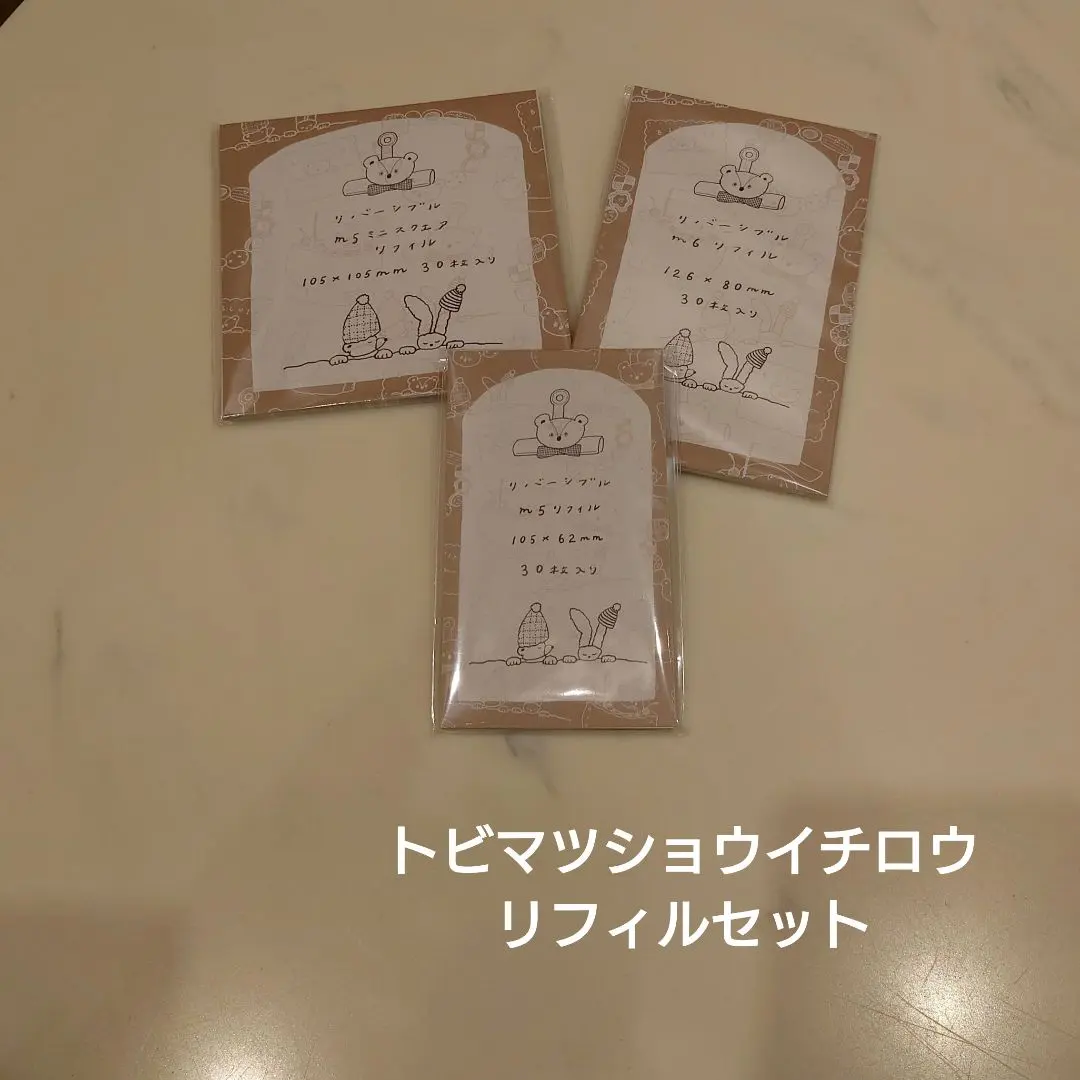 リバーシブル
m5ミニスクエア
リフィル
105×105mm 30枚入り
リバーシブル
m6 リフィル
126×80mm
30枚入り
リバーシブル
m5リフィル
105×62mm
30枚入り
トビマツショウイチロウ
リフィルセット